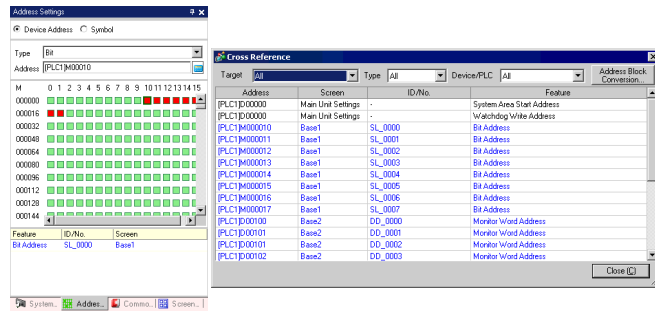 Address Settings
Device Address Symbol
Type Bit
Address [PLC1]M00010
M 0 1 2 3 4 5 6 7 8 9 10 11 12 13 14 15
000000
000016
000032
000048
000064
000080
000096
000112
000128
000144
Feature ID/No. Screen
Bit Address SL_0000 Base1
System.. Addres.. Commo.. Screen..
Cross Reference
Target All Type All Device/PLC All Address Block Conversion...
Address Screen ID/No. Feature
[PLC1]D00000 Main Unit Settings - System Area Start Address
[PLC1]D00000 Main Unit Settings - Watchdog Write Address
[PLC1]M000010 Base1 SL_0000 Bit Address
[PLC1]M000011 Base1 SL_0001 Bit Address
[PLC1]M000012 Base1 SL_0002 Bit Address
[PLC1]M000013 Base1 SL_0003 Bit Address
[PLC1]M000014 Base1 SL_0004 Bit Address
[PLC1]M000015 Base1 SL_0005 Bit Address
[PLC1]M000016 Base1 SL_0006 Bit Address
[PLC1]M000017 Base1 SL_0007 Bit Address
[PLC1]D00100 Base2 DD_0000 Monitor Word Address
[PLC1]D00101 Base2 DD_0001 Monitor Word Address
[PLC1]D00101 Base2 DD_0002 Monitor Word Address
[PLC1]D00102 Base2 DD_0003 Monitor Word Address
Close (C)